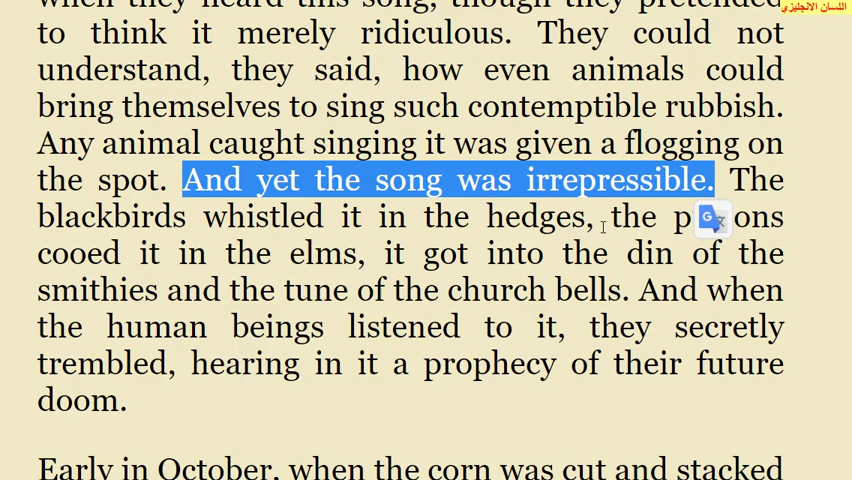 اللسان الانجليزي
when they heard this song, though they pretended
to think it merely ridiculous. They could not
understand, they said, how even animals could
bring themselves to sing such contemptible rubbish.
Any animal caught singing it was given a flogging on
the spot. And yet the song was irrepressible. The
blackbirds whistled it in the hedges, the p ons
cooed it in the elms, it got into the din of the
smithies and the tune of the church bells. And when
the human beings listened to it, they secretly
trembled, hearing in it a prophecy of their future
doom.
Early in October, when the corn was cut and stacked